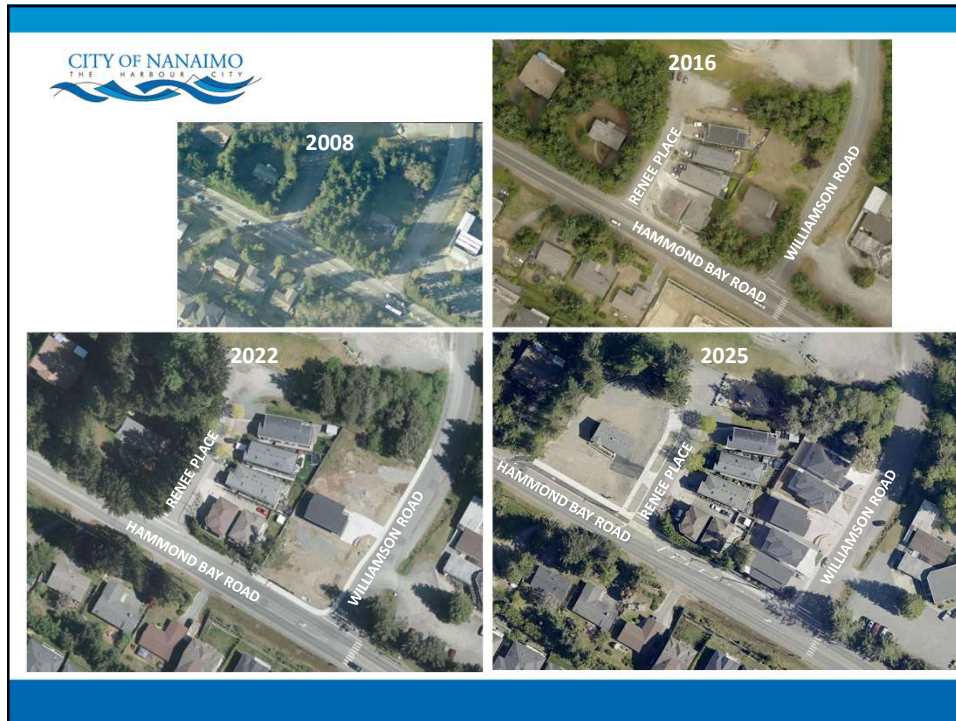 CITY OF NANAIMO
THE HARBOUR CITY
2008
2016
RENEE PLACE
HAMMOND BAY ROAD
WILLIAMSON ROAD
2022
RENEE PLACE
HAMMOND BAY ROAD
WILLIAMSON ROAD
2025
HAMMOND BAY ROAD
RENEE PLACE
WILLIAMSON ROAD